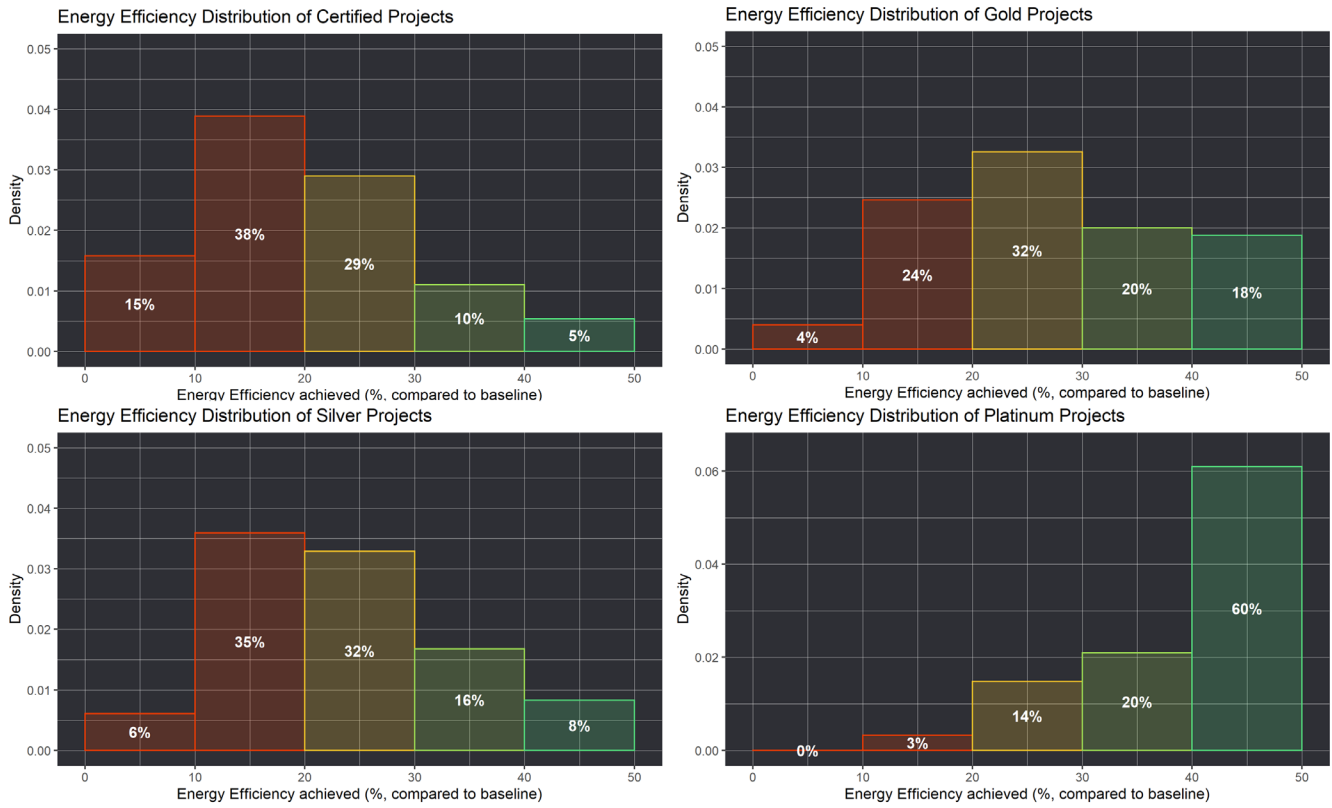 Energy Efficiency Distribution of Certified Projects
0.05
0.04
0.03
0.02
0.01
0.00
Density
15%
38%
29%
10%
5%
0 10 20 30 40 50
Energy Efficiency achieved (%, compared to baseline)
Energy Efficiency Distribution of Gold Projects
0.05
0.04
0.03
0.02
0.01
0.00
Density
4%
24%
32%
20%
18%
0 10 20 30 40 50
Energy Efficiency achieved (%, compared to baseline)
Energy Efficiency Distribution of Silver Projects
0.05
0.04
0.03
0.02
0.01
0.00
Density
6%
35%
32%
16%
8%
0 10 20 30 40 50
Energy Efficiency achieved (%, compared to baseline)
Energy Efficiency Distribution of Platinum Projects
0.06
0.04
0.02
0.00
Density
0%
3%
14%
20%
60%
0 10 20 30 40 50
Energy Efficiency achieved (%, compared to baseline)